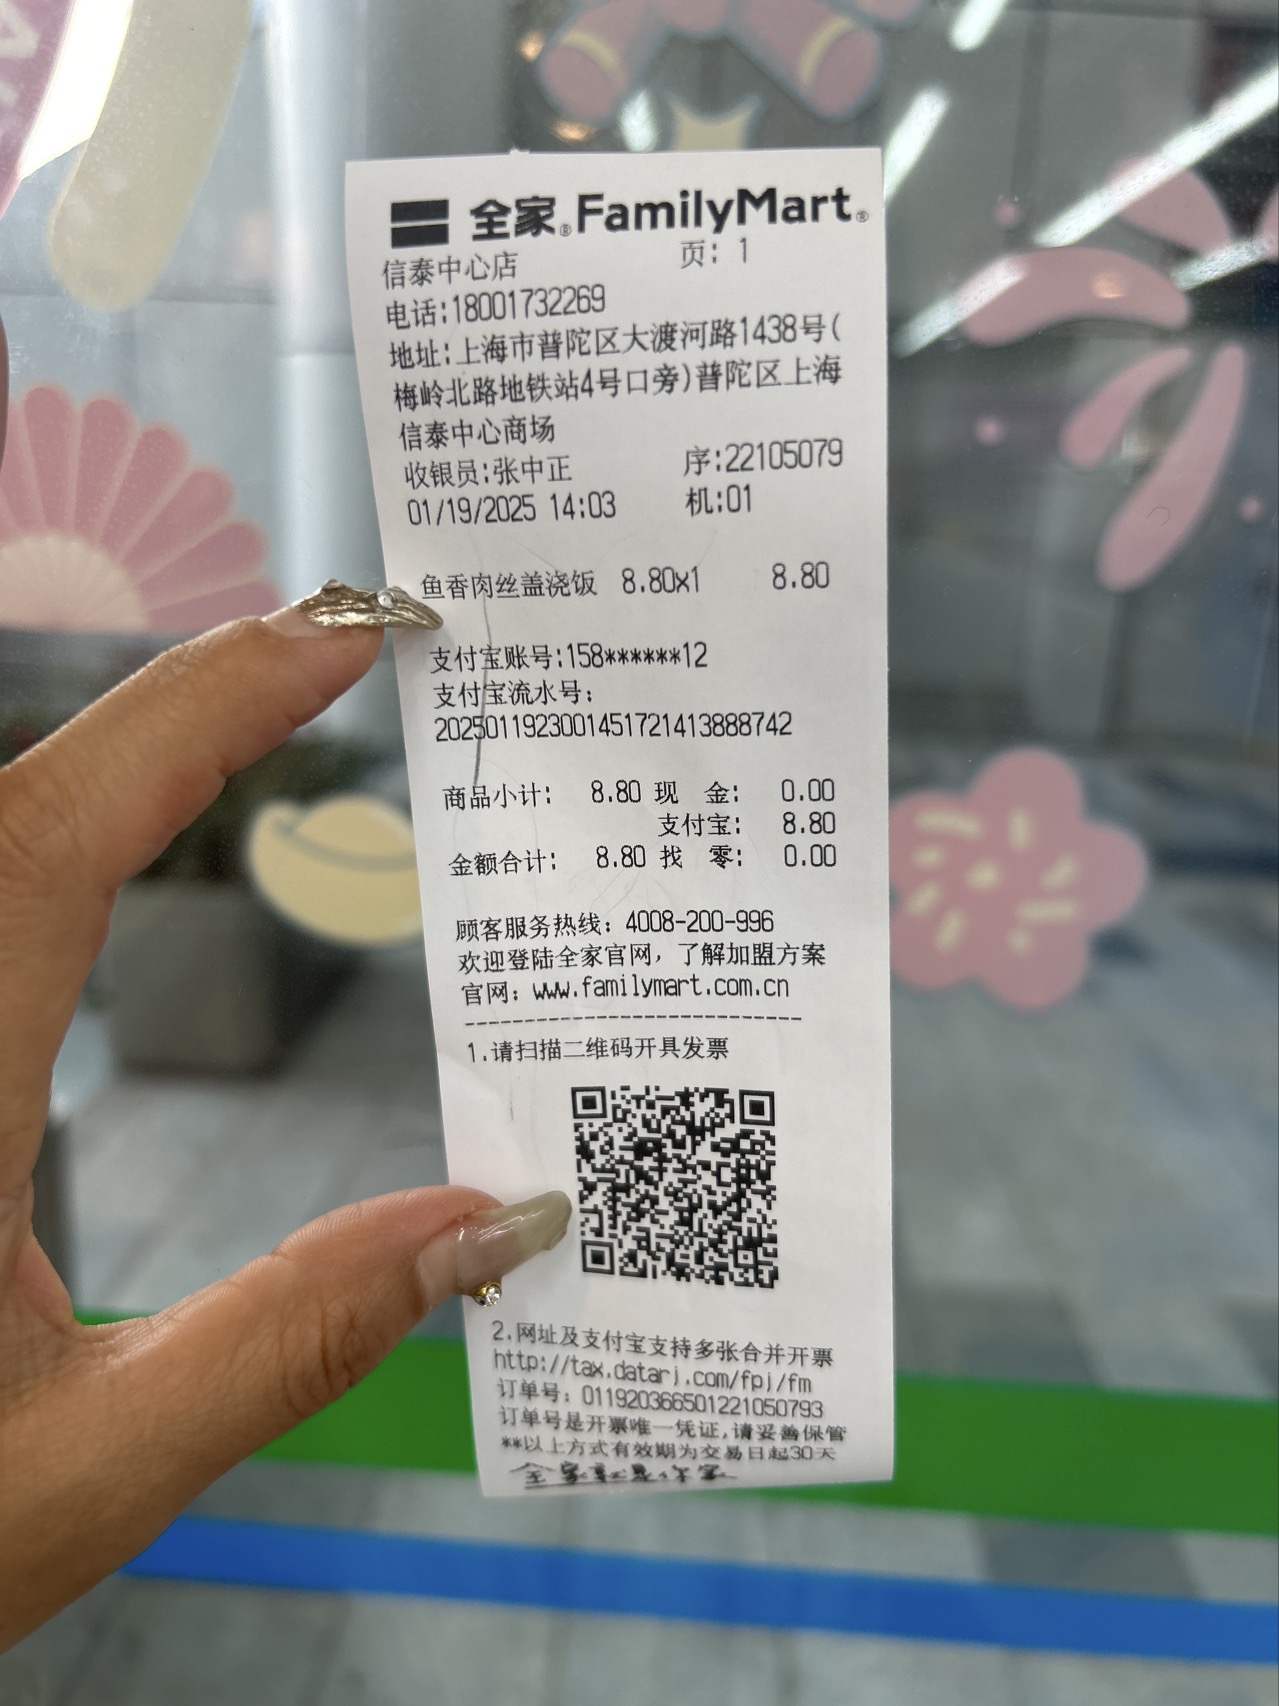 全家® FamilyMart®
信泰中心店 页: 1
电话:18001732269
地址:上海市普陀区大渡河路1438号(
梅岭北路地铁站4号口旁)普陀区上海
信泰中心商场
收银员:张中正 序:22105079
01/19/2025 14:03 机:01
鱼香肉丝盖浇饭 8.80x1 8.80
支付宝账号:158******12
支付宝流水号:
2025011923001451721413888742
商品小计: 8.80 现 金: 0.00
支付宝: 8.80
金额合计: 8.80 找 零: 0.00
顾客服务热线: 4008-200-996
欢迎登陆全家官网,了解加盟方案
官网: www.familymart.com.cn
---------------------------
1.请扫描二维码开具发票
2.网址及支付宝支持多张合并开票
http://tax.datarj.com/fpj/fm
订单号: 011920366501221050793
订单号是开票唯一凭证,请妥善保管
**以上方式有效期为交易日起30天
全家就是你家